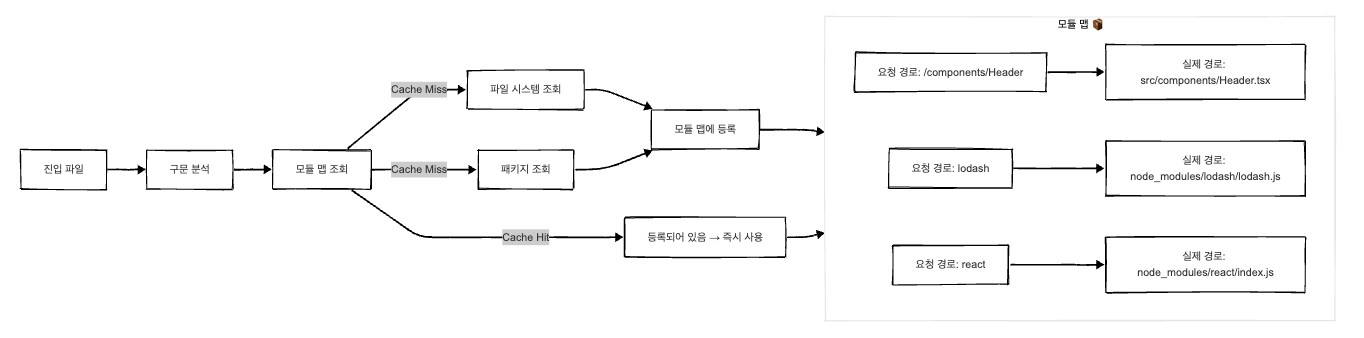 진입 파일
구문 분석
모듈 맵 조회
Cache Miss
파일 시스템 조회
Cache Miss
패키지 조회
모듈 맵에 등록
Cache Hit
등록되어 있음 → 즉시 사용
모듈 맵 📦
요청 경로: /components/Header
실제 경로:
src/components/Header.tsx
요청 경로: lodash
실제 경로:
node_modules/lodash/lodash.js
요청 경로: react
실제 경로:
node_modules/react/index.js